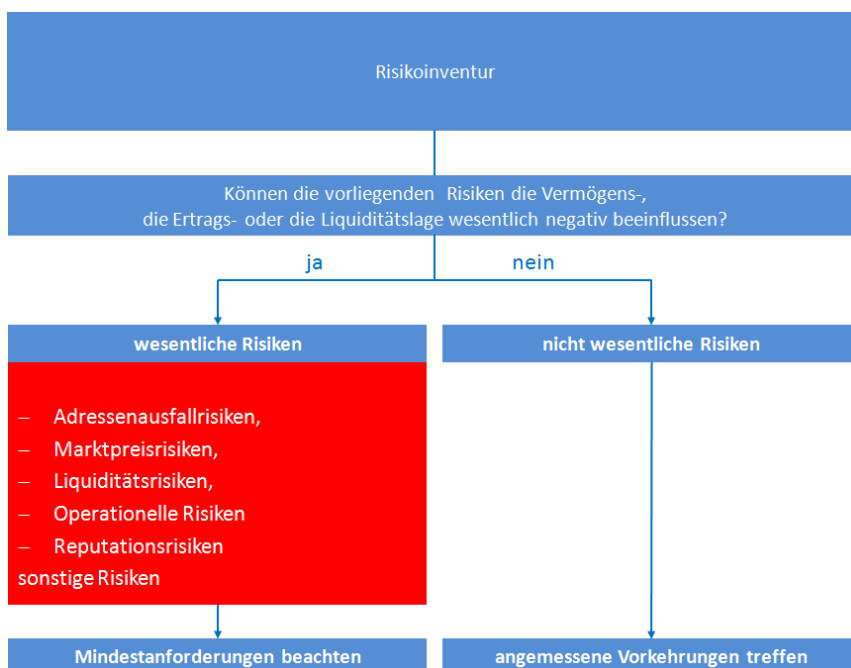 Risikoinventur
Können die vorliegenden Risiken die Vermögens-,
die Ertrags- oder die Liquiditätslage wesentlich negativ beeinflussen?
ja
nein
wesentliche Risiken
nicht wesentliche Risiken
– Adressenausfallrisiken,
– Marktpreisrisiken,
– Liquiditätsrisiken,
– Operationelle Risiken
– Reputationsrisiken
sonstige Risiken
Mindestanforderungen beachten
angemessene Vorkehrungen treffen